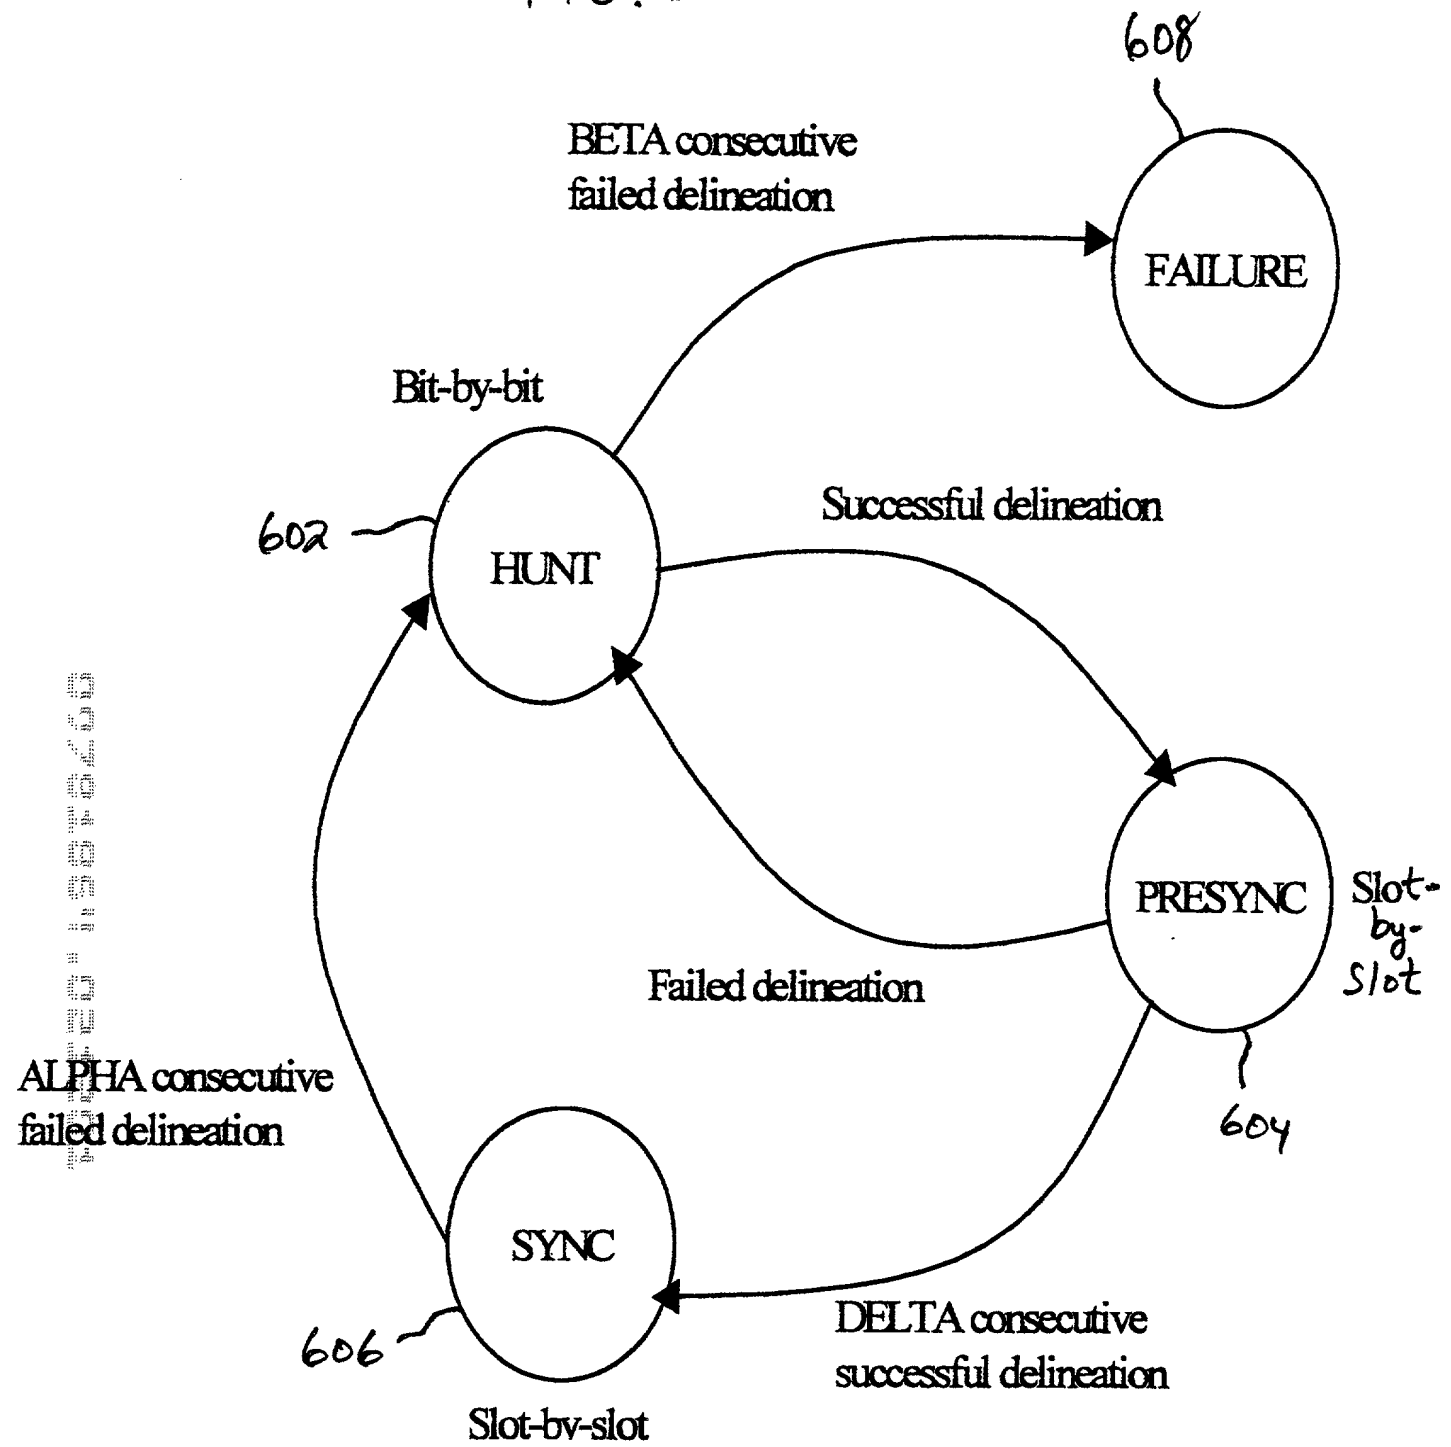 608
BETA consecutive
failed delineation
FAILURE
Bit-by-bit
Successful delineation
602
HUNT
PRESYNC
Slot-
by-
Slot
Failed delineation
ALPHA consecutive
failed delineation
604
SYNC
606
DELTA consecutive
successful delineation
Slot-by-slot